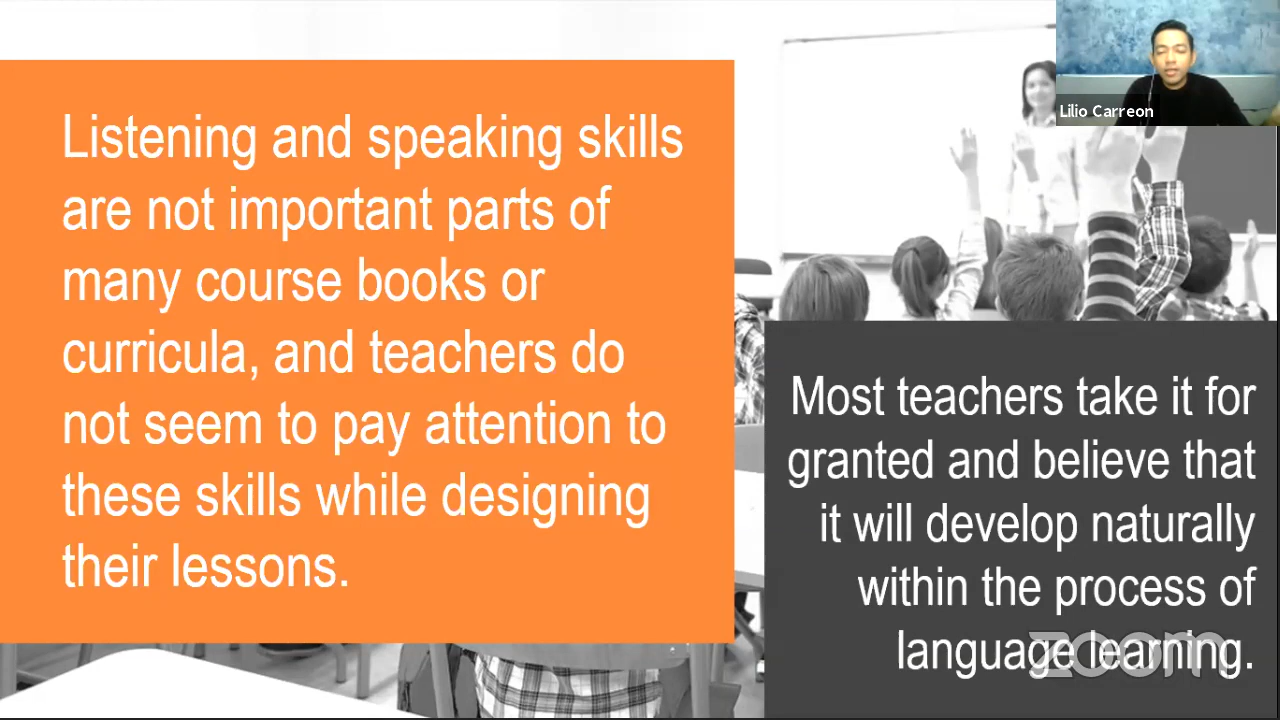 Listening and speaking skills
are not important parts of
many course books or
curricula, and teachers do
not seem to pay attention to
these skills while designing
their lessons.
Lilio Carreon
Most teachers take it for
granted and believe that
it will develop naturally
within the process of
language learning.
zoom